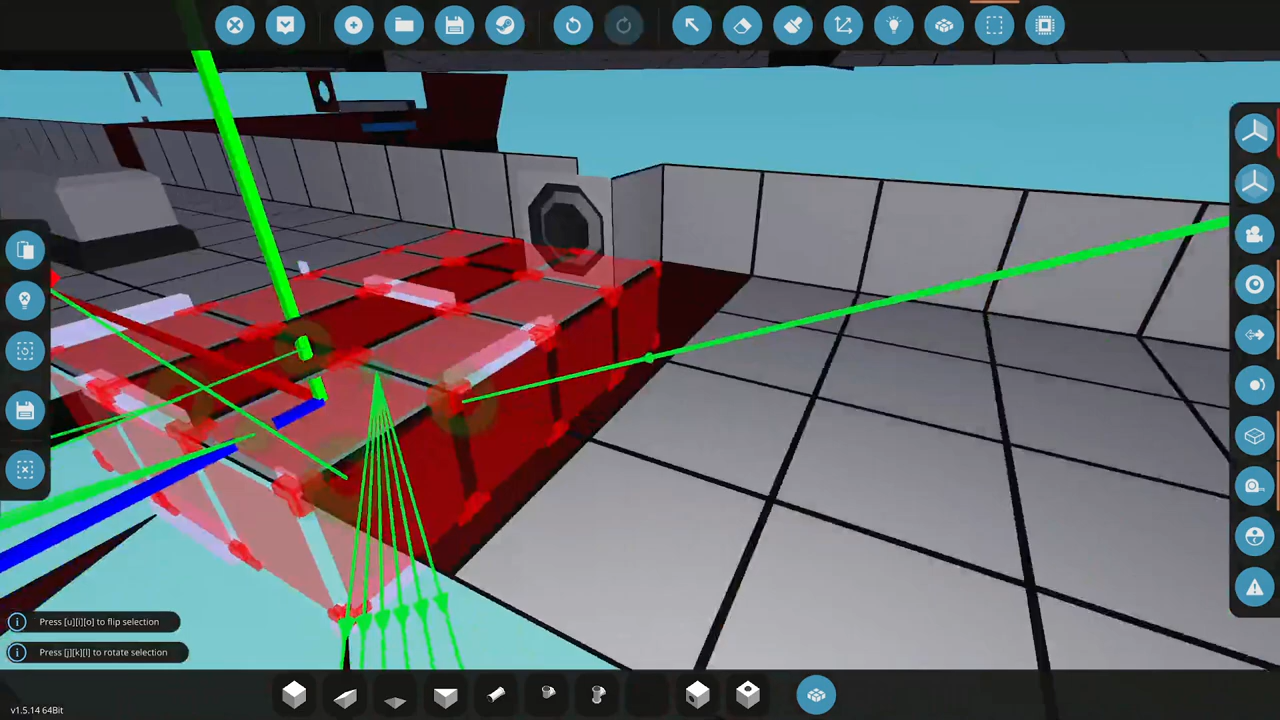 Press [u][i][o] to flip selection
Press [j][k][l] to rotate selection
v1.5.14 64Bit